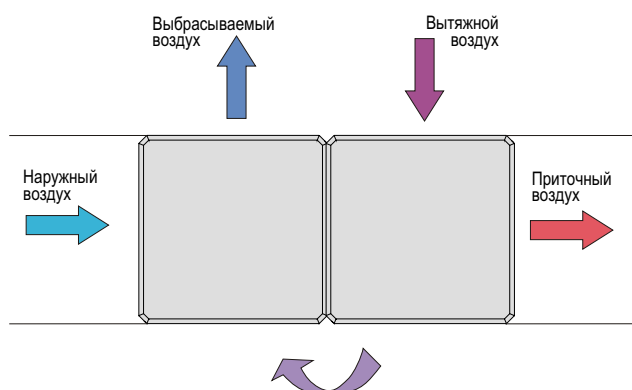 Выбрасываемый
воздух
Вытяжной
воздух
Наружный
воздух
Приточный
воздух